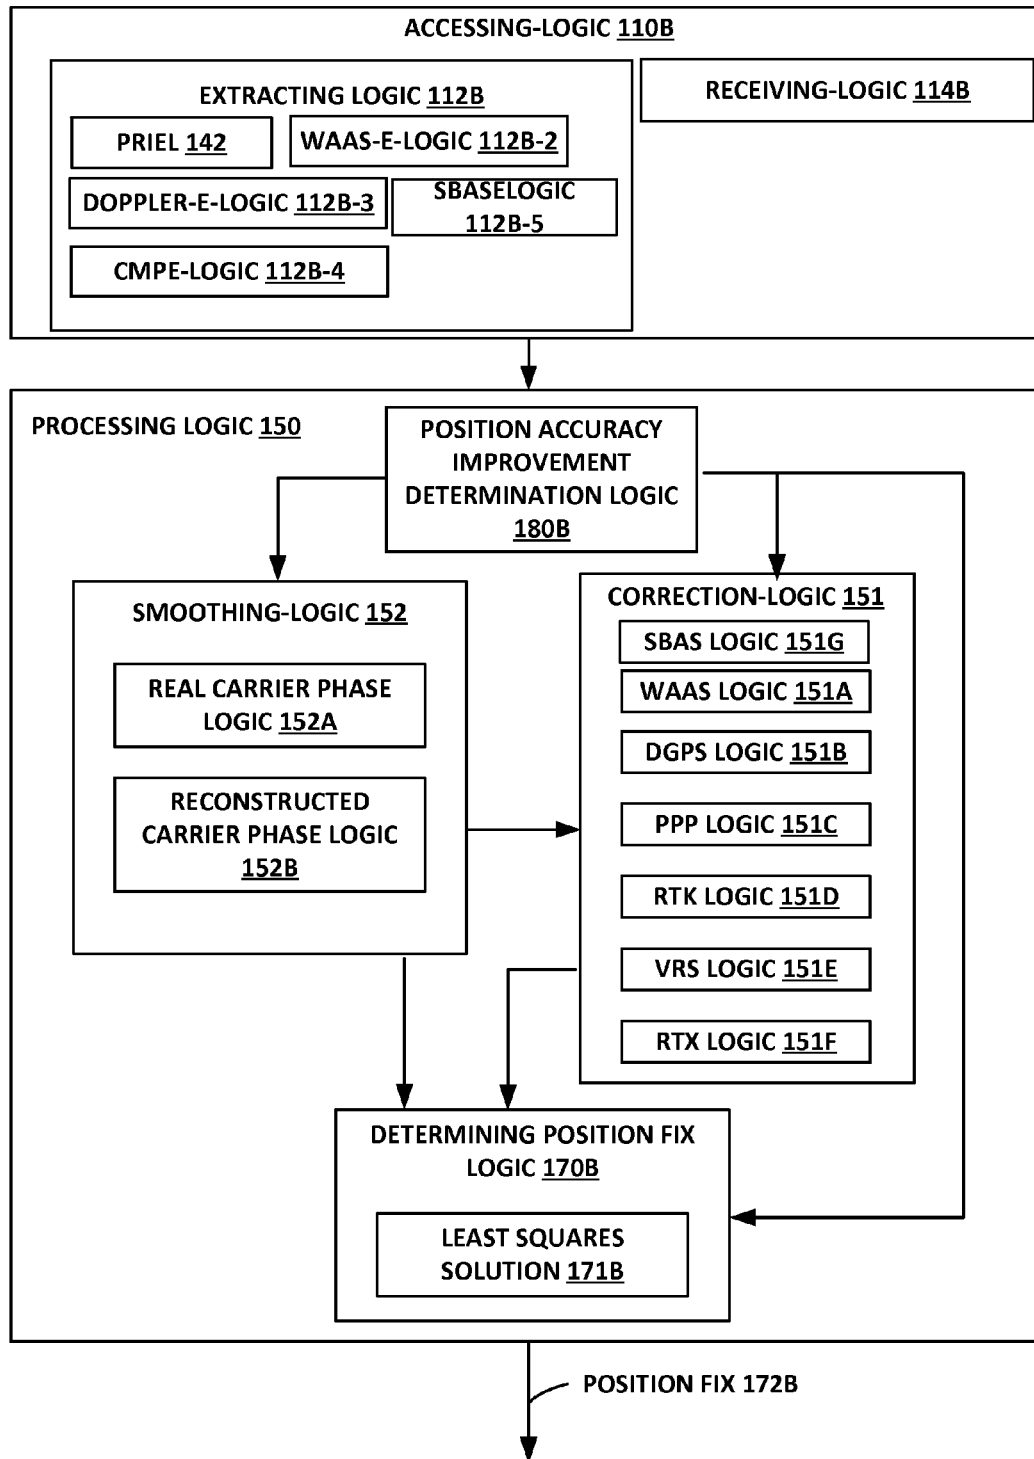 ACCESSING-LOGIC 110B
EXTRACTING LOGIC 112B
RECEIVING-LOGIC 114B
PRIEL 142
WAAS-E-LOGIC 112B-2
DOPPLER-E-LOGIC 112B-3
SBASELOGIC
112B-5
CMPE-LOGIC 112B-4
PROCESSING LOGIC 150
POSITION ACCURACY
IMPROVEMENT
DETERMINATION LOGIC
180B
SMOOTHING-LOGIC 152
REAL CARRIER PHASE
LOGIC 152A
RECONSTRUCTED
CARRIER PHASE LOGIC
152B
CORRECTION-LOGIC 151
SBAS LOGIC 151G
WAAS LOGIC 151A
DGPS LOGIC 151B
PPP LOGIC 151C
RTK LOGIC 151D
VRS LOGIC 151E
RTX LOGIC 151F
DETERMINING POSITION FIX
LOGIC 170B
LEAST SQUARES
SOLUTION 171B
POSITION FIX 172B